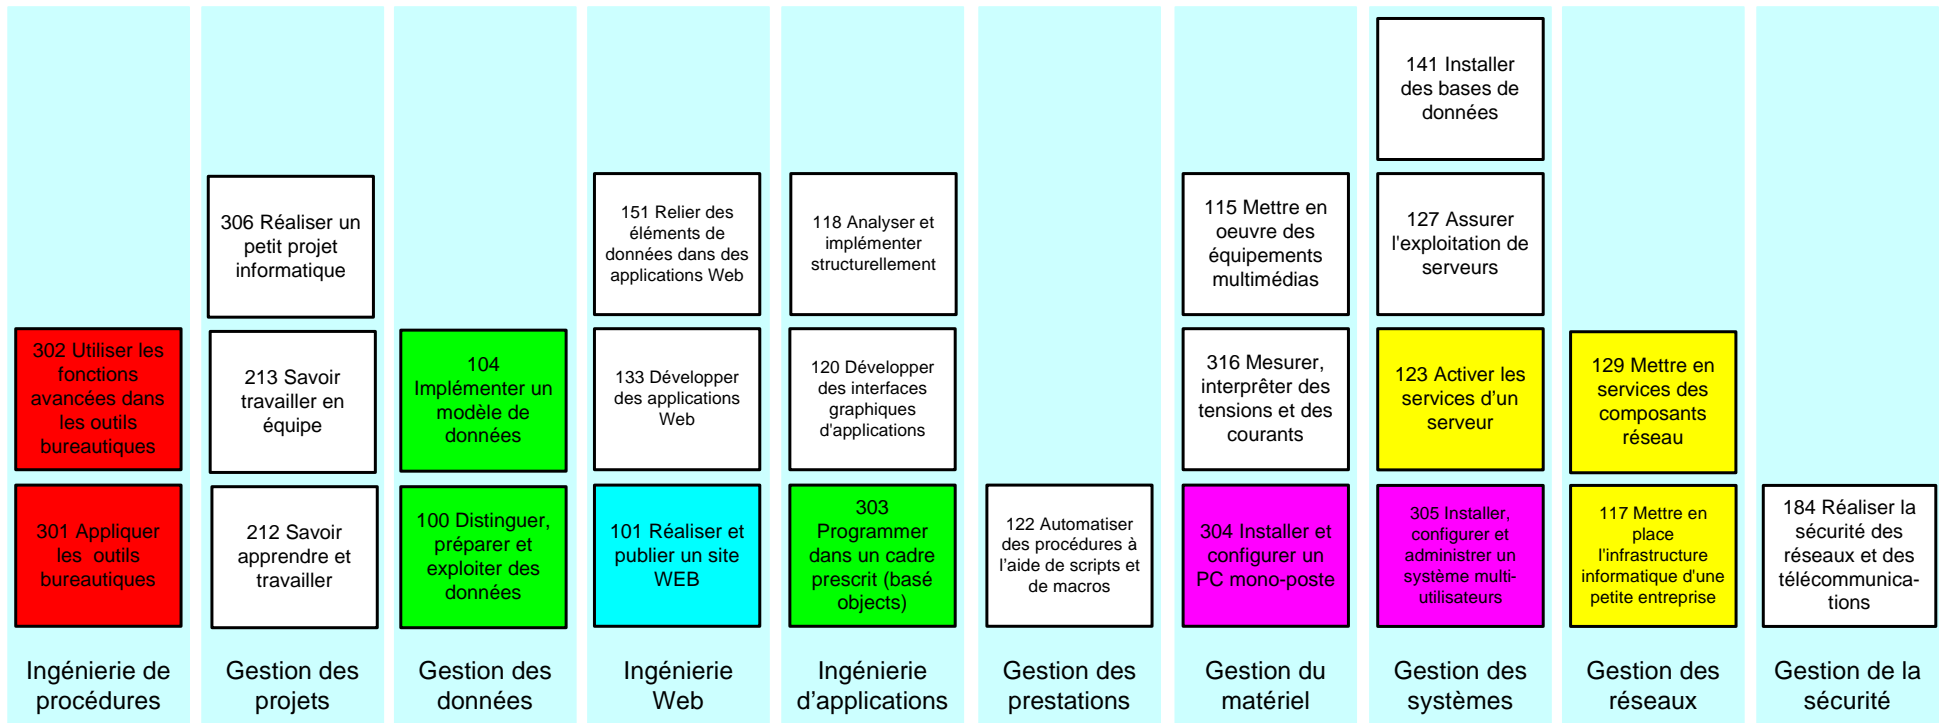 141 Installer
des bases de
données
306 Réaliser un
petit projet
informatique
151 Relier des
éléments de
données dans des
applications Web
118 Analyser et
implémenter
structurellement
115 Mettre en
oeuvre des
équipements
multimédias
127 Assurer
l'exploitation de
serveurs
302 Utiliser les
fonctions
avancées dans
les outils
bureautiques
213 Savoir
travailler en
équipe
104
Implémenter un
modèle de
données
133 Développer
des applications
Web
120 Développer
des interfaces
graphiques
d'applications
316 Mesurer,
interprêter des
tensions et des
courants
123 Activer les
services d’un
serveur
129 Mettre en
services des
composants
réseau
301 Appliquer
les outils
bureautiques
212 Savoir
apprendre et
travailler
100 Distinguer,
préparer et
exploiter des
données
101 Réaliser et
publier un site
WEB
303
Programmer
dans un cadre
prescrit (basé
objects)
122 Automatiser
des procédures à
l’aide de scripts et
de macros
304 Installer et
configurer un
PC mono-poste
305 Installer,
configurer et
administrer un
système multi-
utilisateurs
117 Mettre en
place
l'infrastructure
informatique d'une
petite entreprise
184 Réaliser la
sécurité des
réseaux et des
télécommunica-
tions
Ingénierie de
procédures
Gestion des
projets
Gestion des
données
Ingénierie
Web
Ingénierie
d’applications
Gestion des
prestations
Gestion du
matériel
Gestion des
systèmes
Gestion des
réseaux
Gestion de la
sécurité